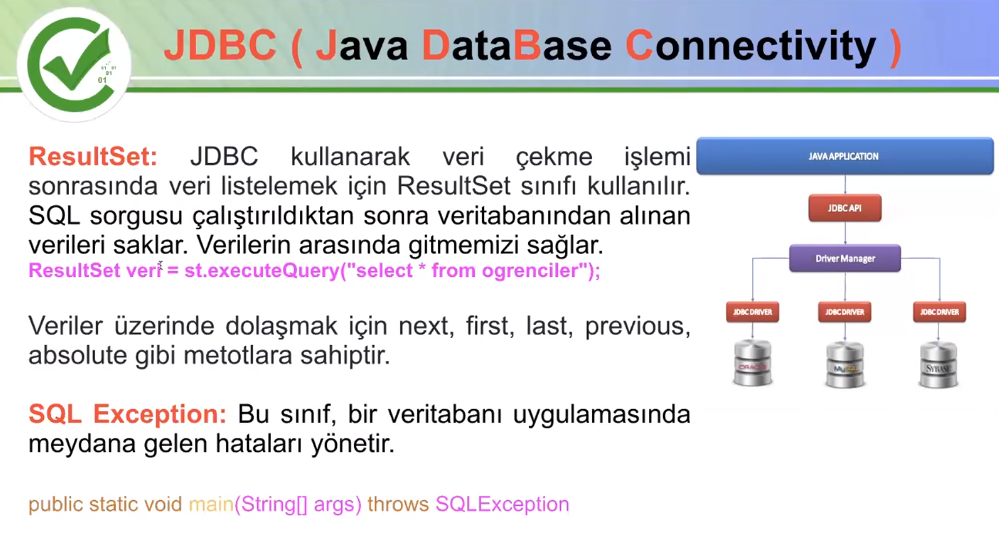 JDBC ( Java DataBase Connectivity )
01 01
01
01
ResultSet: JDBC kullanarak veri çekme işlemi
sonrasında veri listelemek için ResultSet sınıfı kullanılır.
SQL sorgusu çalıştırıldıktan sonra veritabanından alınan
verileri saklar. Verilerin arasında gitmemizi sağlar.
ResultSet veri = st.executeQuery("select * from ogrenciler");
Veriler üzerinde dolaşmak için next, first, last, previous,
absolute gibi metotlara sahiptir.
SQL Exception: Bu sınıf, bir veritabanı uygulamasında
meydana gelen hataları yönetir.
public static void main(String[] args) throws SQLException
JAVA APPLICATION
JDBC API
Driver Manager
JDBC DRIVER JDBC DRIVER JDBC DRIVER
ORACLE MySQL SYBASE